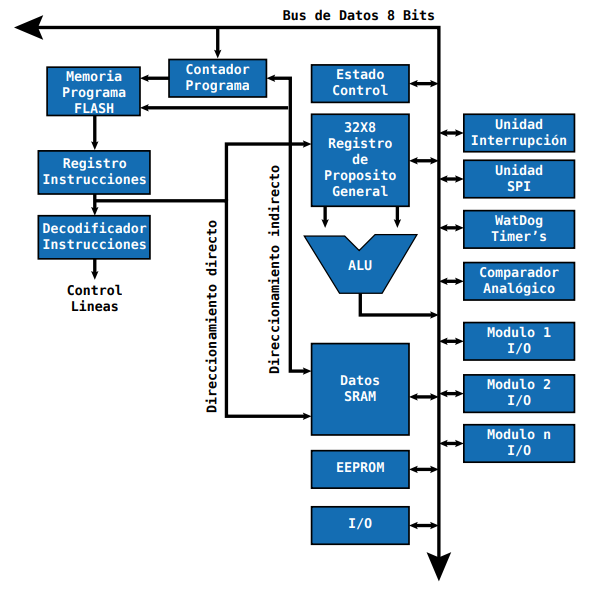 Bus de Datos 8 Bits
Contador
Programa
Memoria
Programa
FLASH
Registro
Instrucciones
Decodificador
Instrucciones
Control
Lineas
Direccionamiento directo
Direccionamiento indirecto
Estado
Control
32X8
Registro
de
Proposito
General
ALU
Datos
SRAM
EEPROM
I/O
Unidad
Interrupción
Unidad
SPI
WatDog
Timer's
Comparador
Analógico
Modulo 1
I/O
Modulo 2
I/O
Modulo n
I/O